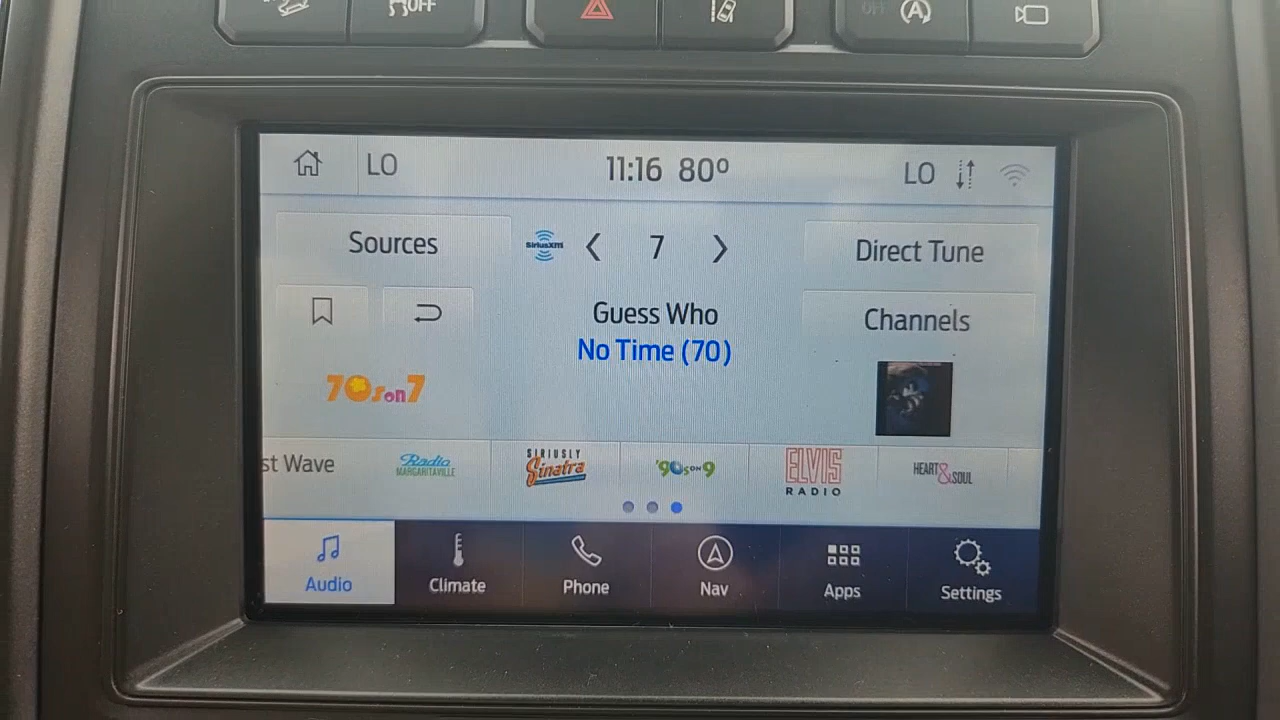 OFF
OFF
A
LO
11:16 80º
LO
Sources
SiriusXM
7
Direct Tune
Guess Who
Channels
No Time (70)
70s on 7
st Wave
Radio
MARGARITAVILLE
SIRIUSLY
Sinatra
'90s ON 9
ELVIS
RADIO
HEART & SOUL
Audio
Climate
Phone
Nav
Apps
Settings